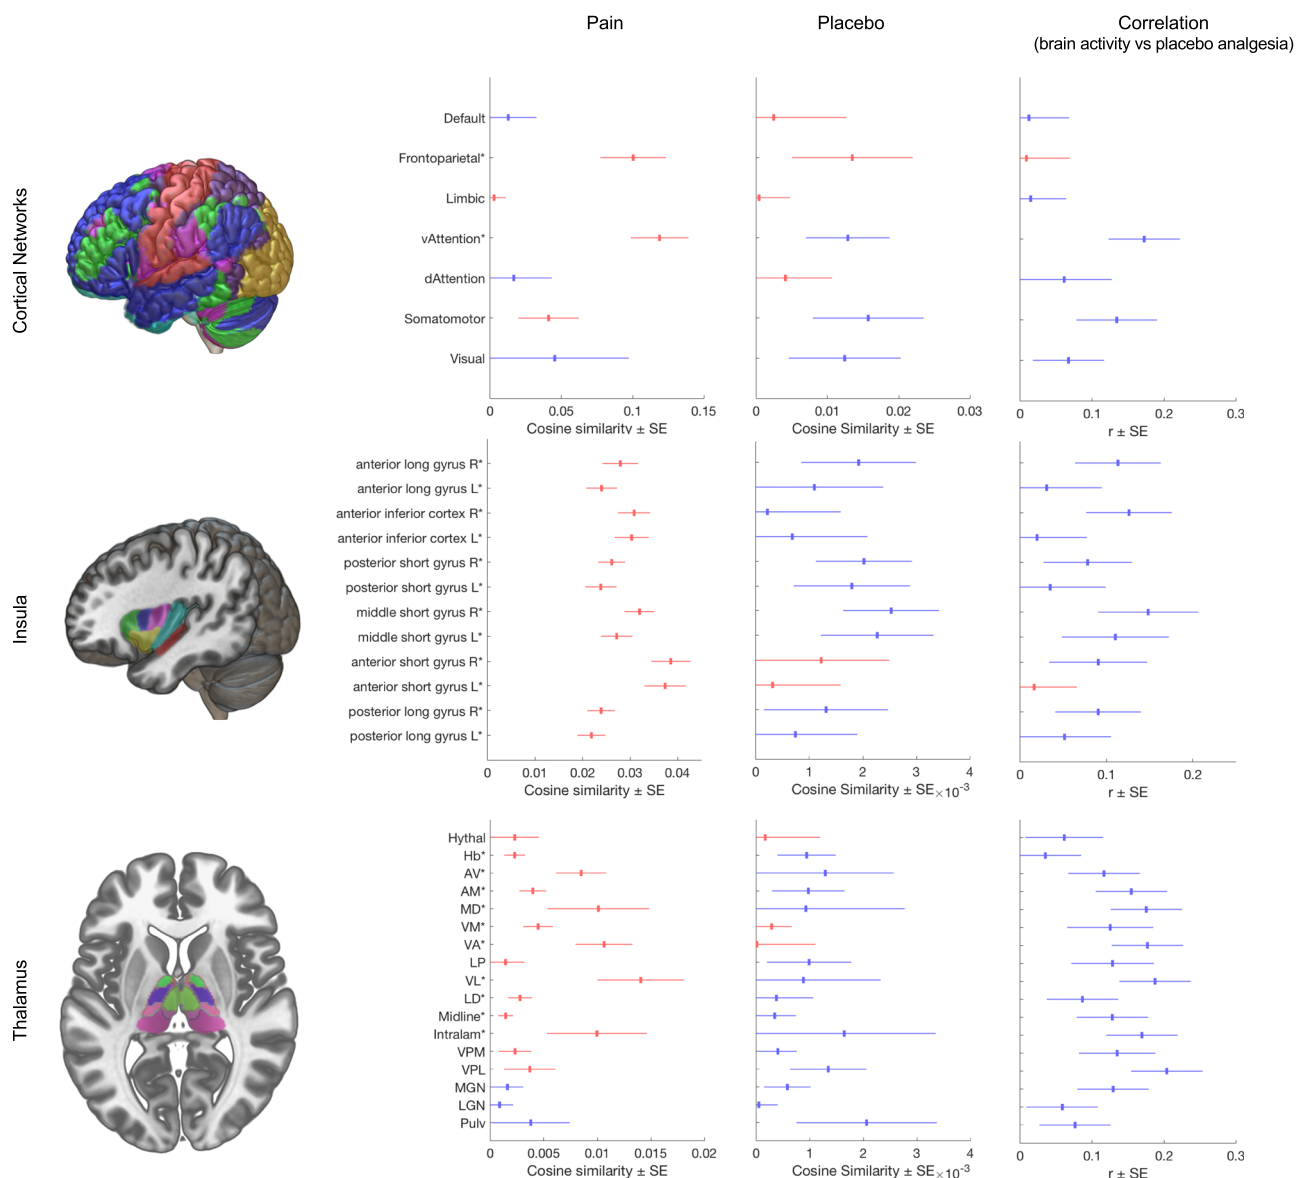 Pain
Placebo
Correlation
(brain activity vs placebo analgesia)
Cortical Networks
Default
Frontoparietal*
Limbic
vAttention*
dAttention
Somatomotor
Visual
0 0.05 0.1 0.15
Cosine similarity ± SE
0 0.01 0.02 0.03
Cosine Similarity ± SE
0 0.1 0.2 0.3
r ± SE
Insula
anterior long gyrus R*
anterior long gyrus L*
anterior inferior cortex R*
anterior inferior cortex L*
posterior short gyrus R*
posterior short gyrus L*
middle short gyrus R*
middle short gyrus L*
anterior short gyrus R*
anterior short gyrus L*
posterior long gyrus R*
posterior long gyrus L*
0 0.01 0.02 0.03 0.04
Cosine similarity ± SE
0 1 2 3 4
Cosine Similarity ± SE×10⁻³
0 0.1 0.2
r ± SE
Thalamus
Hythal
Hb*
AV*
AM*
MD*
VM*
VA*
LP
VL*
LD*
Midline*
Intralam*
VPM
VPL
MGN
LGN
Pulv
0 0.005 0.01 0.015 0.02
Cosine similarity ± SE
0 1 2 3 4
Cosine Similarity ± SE×10⁻³
0 0.1 0.2 0.3
r ± SE